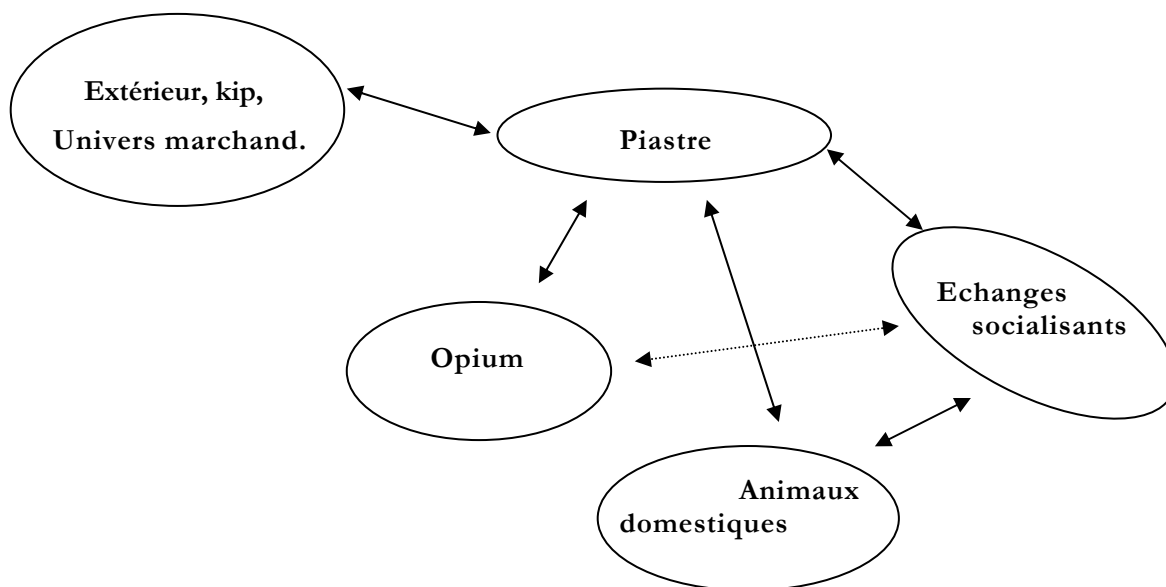 Extérieur, kip,
Univers marchand.
Piastre
Echanges
socialisants
Opium
Animaux
domestiques